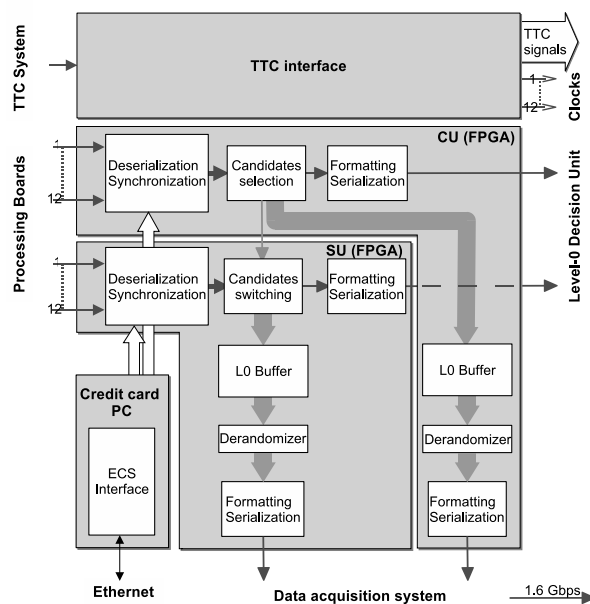 TTC System
TTC interface
TTC
signals
1
12
Clocks
CU (FPGA)
Processing Boards
1
12
Deserialization
Synchronization
Candidates
selection
Formatting
Serialization
Level-0 Decision Unit
SU (FPGA)
1
12
Deserialization
Synchronization
Candidates
switching
Formatting
Serialization
L0 Buffer
L0 Buffer
Credit card
PC
Derandomizer
Derandomizer
ECS
Interface
Formatting
Serialization
Formatting
Serialization
Ethernet
Data acquisition system
1.6 Gbps